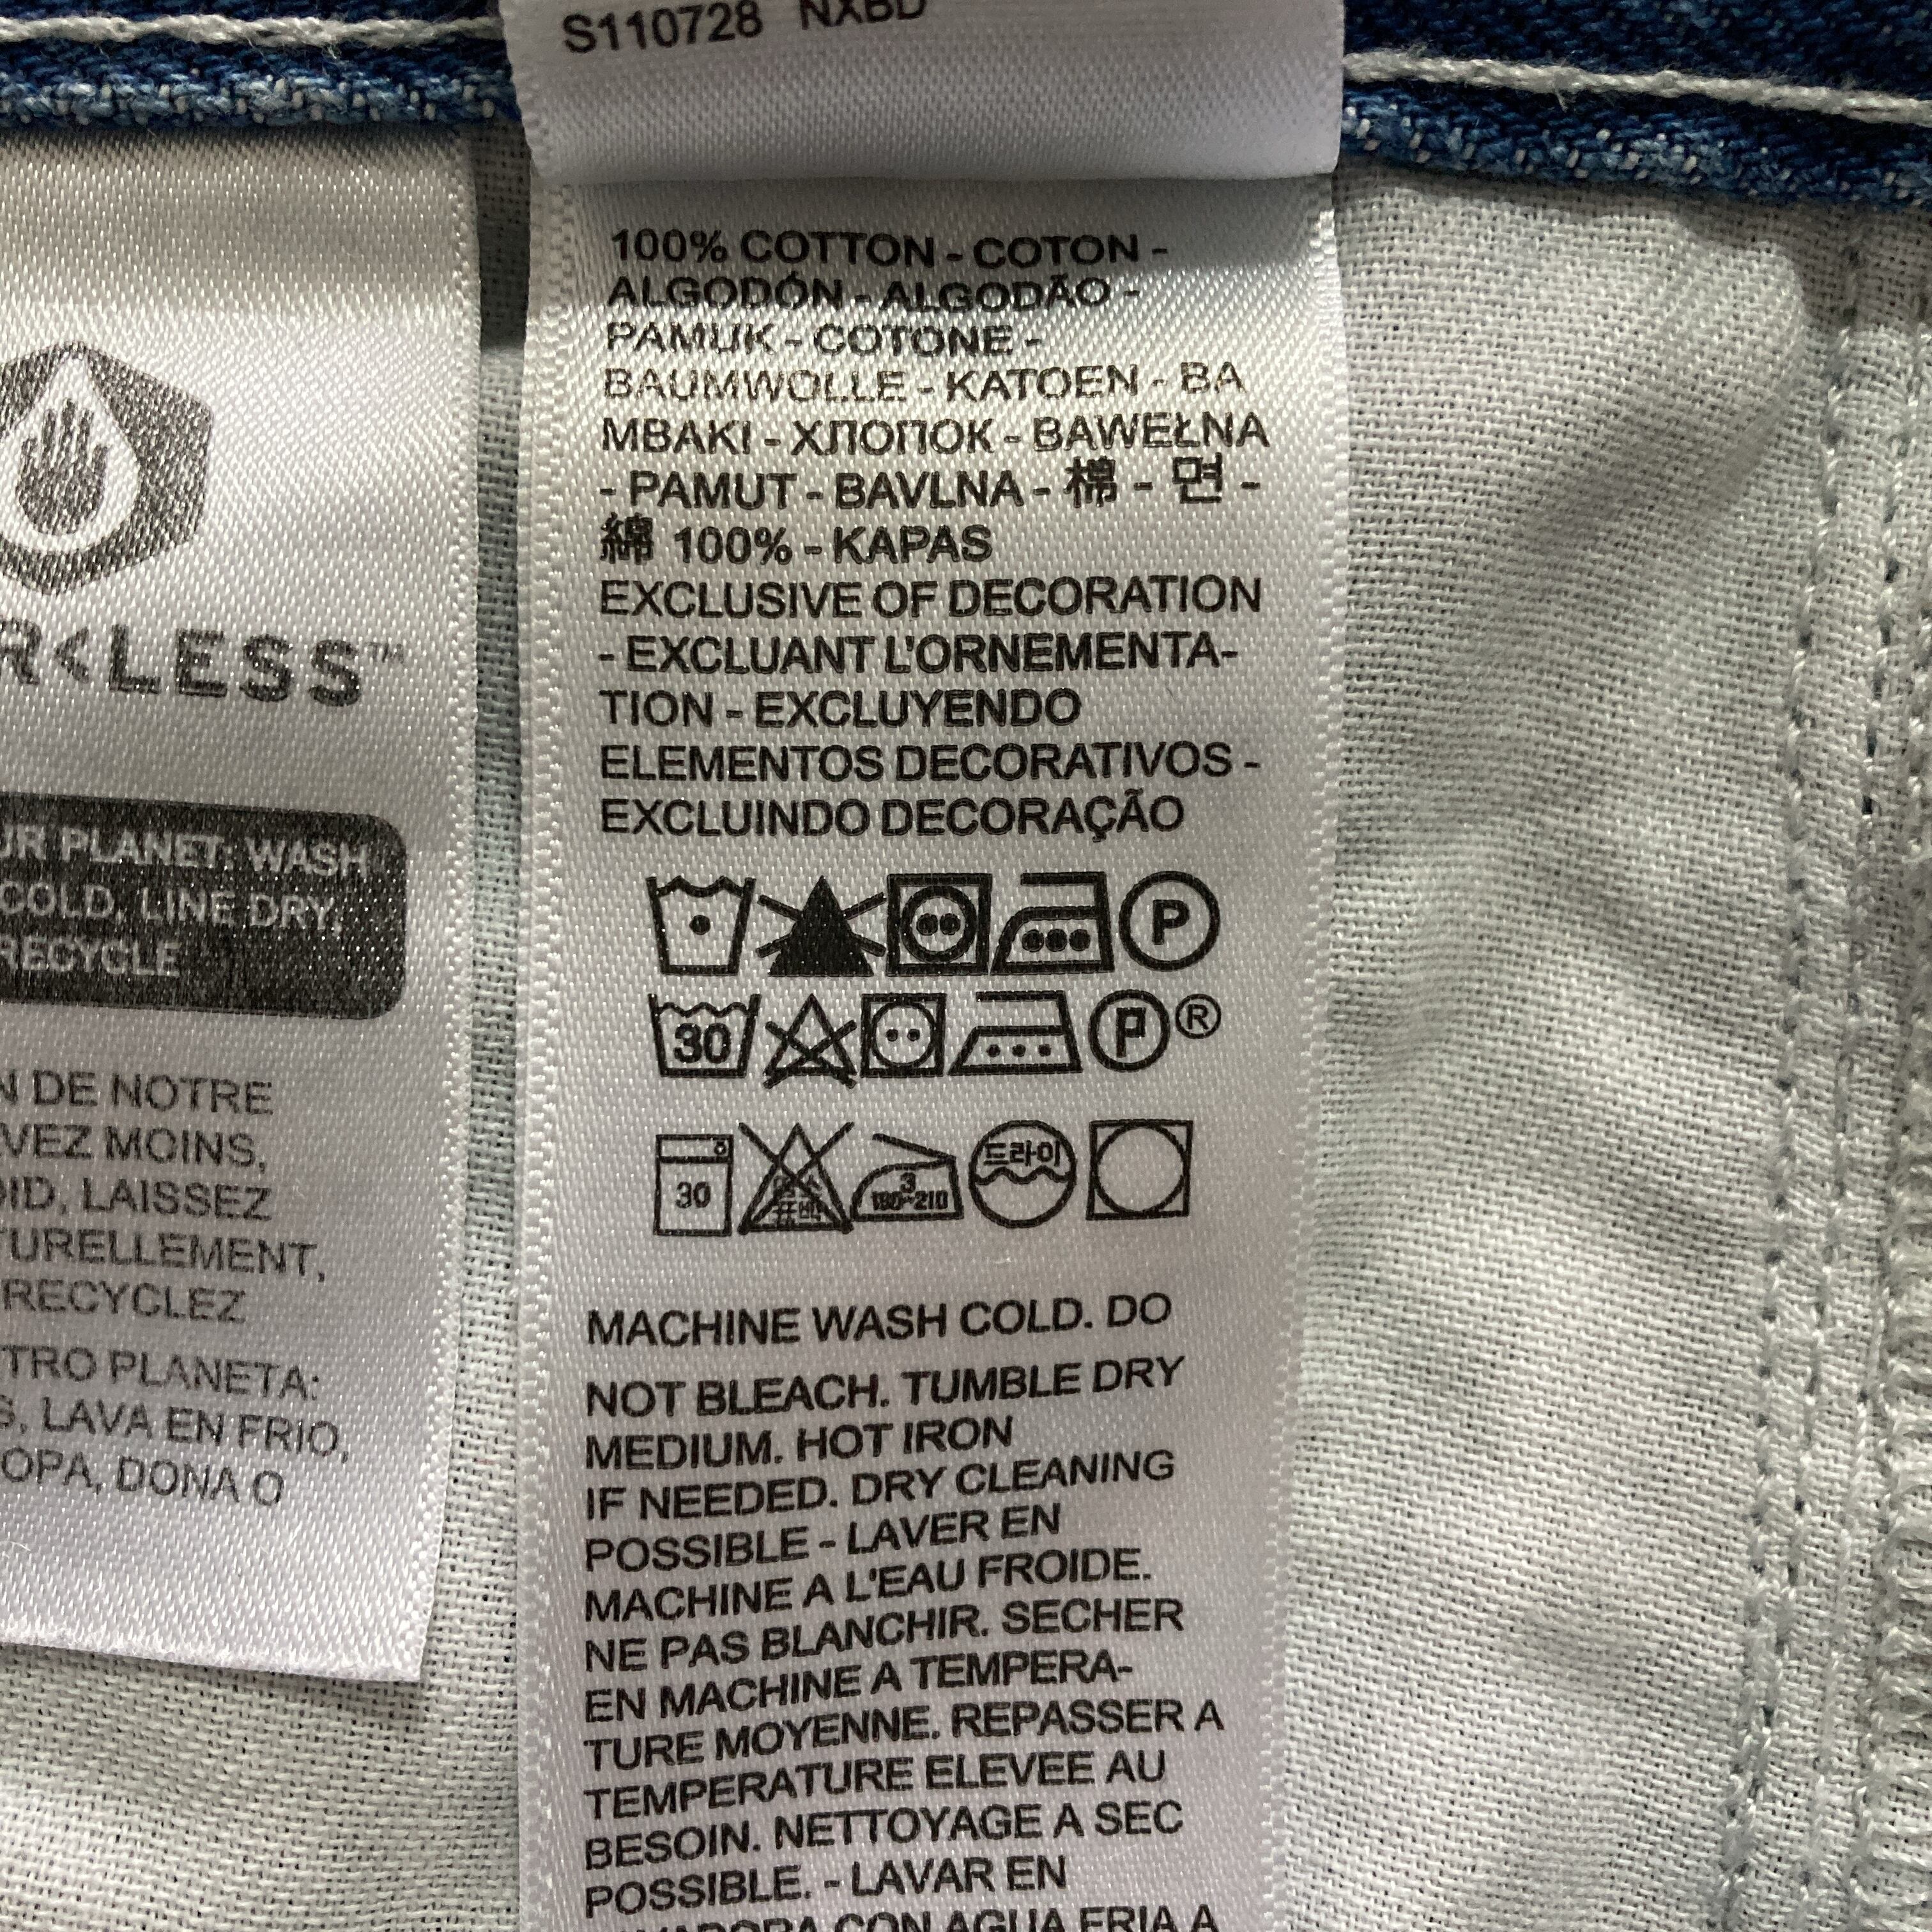 S110728 NXBD
R<LESS™
UR PLANET: WASH
COLD, LINE DRY,
RECYCLE
N DE NOTRE
VEZ MOINS,
OID, LAISSEZ
TURELLEMENT,
RECYCLEZ
TRO PLANETA:
S, LAVA EN FRIO,
OPA, DONA O
100% COTTON - COTON -
ALGODÓN - ALGODÃO -
PAMUK - COTONE -
BAUMWOLLE - KATOEN - BA
MBAKI - ХЛОПОК - BAWEŁNA
- PAMUT - BAVLNA - 棉 - 면 -
綿 100% - KAPAS
EXCLUSIVE OF DECORATION
- EXCLUANT L'ORNEMENTA-
TION - EXCLUYENDO
ELEMENTOS DECORATIVOS -
EXCLUINDO DECORAÇÃO
P
30 P ®
30 3 180~210 드라이
MACHINE WASH COLD. DO
NOT BLEACH. TUMBLE DRY
MEDIUM. HOT IRON
IF NEEDED. DRY CLEANING
POSSIBLE - LAVER EN
MACHINE A L'EAU FROIDE.
NE PAS BLANCHIR. SECHER
EN MACHINE A TEMPERA-
TURE MOYENNE. REPASSER A
TEMPERATURE ELEVEE AU
BESOIN. NETTOYAGE A SEC
POSSIBLE. - LAVAR EN
CON AGUA FRIA A